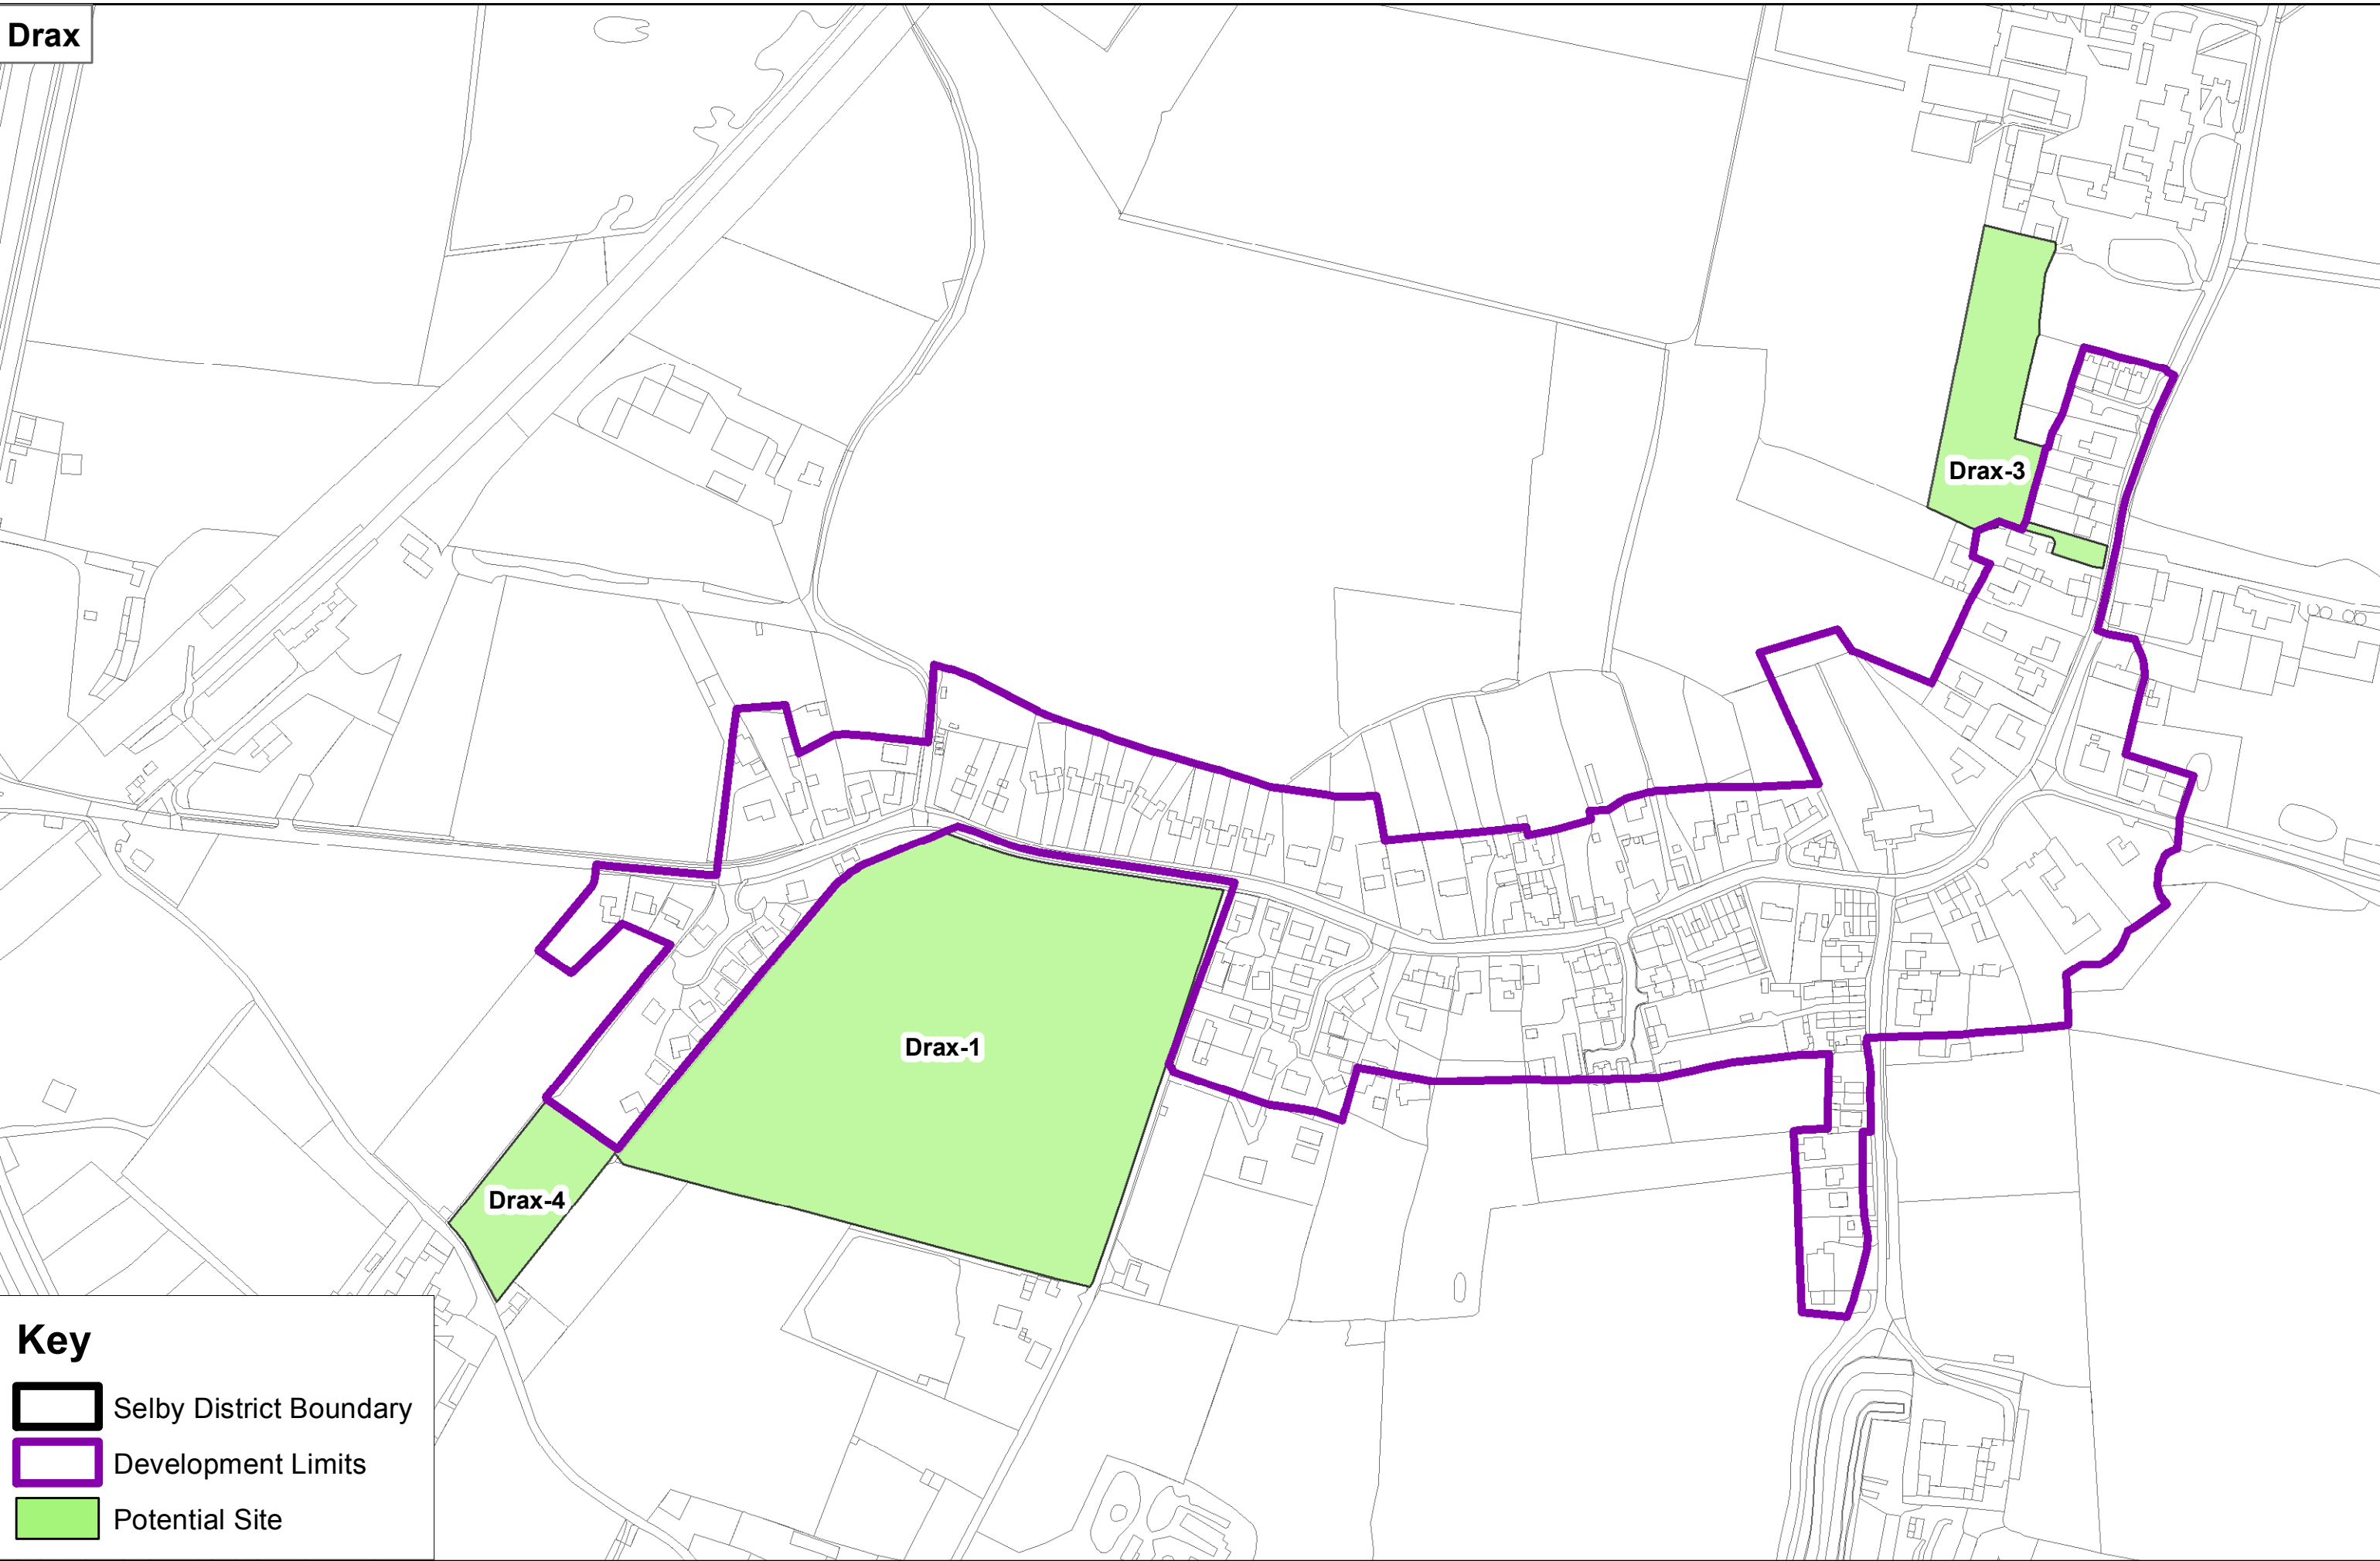 Drax
Drax-3
Drax-1
Drax-4
Key
Selby District Boundary
Development Limits
Potential Site